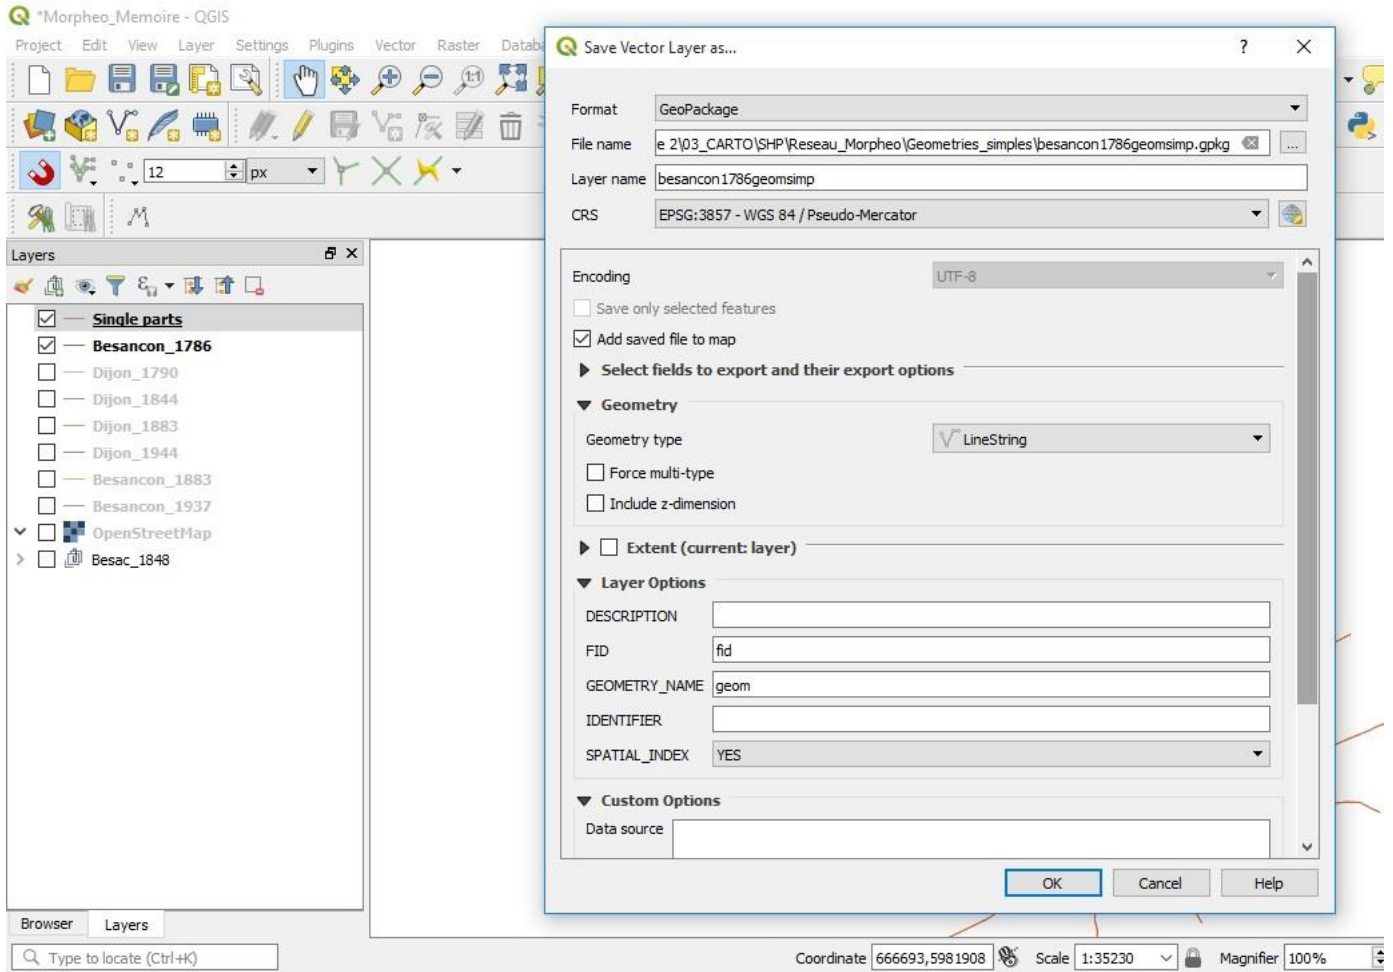 *Morpheo_Memoire - QGIS
Project Edit View Layer Settings Plugins Vector Raster Databa
12 px
Layers
Single parts
Besancon_1786
Dijon_1790
Dijon_1844
Dijon_1883
Dijon_1944
Besancon_1883
Besancon_1937
OpenStreetMap
Besac_1848
Browser Layers
Type to locate (Ctrl+K)
Save Vector Layer as...
?
Format GeoPackage
File name e 2\03_CARTO\SHP\Reseau_Morpheo\Geometries_simples\besancon1786geomsimp.gpkg ...
Layer name besancon1786geomsimp
CRS EPSG:3857 - WGS 84 / Pseudo-Mercator
Encoding UTF-8
Save only selected features
Add saved file to map
Select fields to export and their export options
Geometry
Geometry type LineString
Force multi-type
Include z-dimension
Extent (current: layer)
Layer Options
DESCRIPTION
FID fid
GEOMETRY_NAME geom
IDENTIFIER
SPATIAL_INDEX YES
Custom Options
Data source
OK Cancel Help
Coordinate 666693,5981908 Scale 1:35230 Magnifier 100%